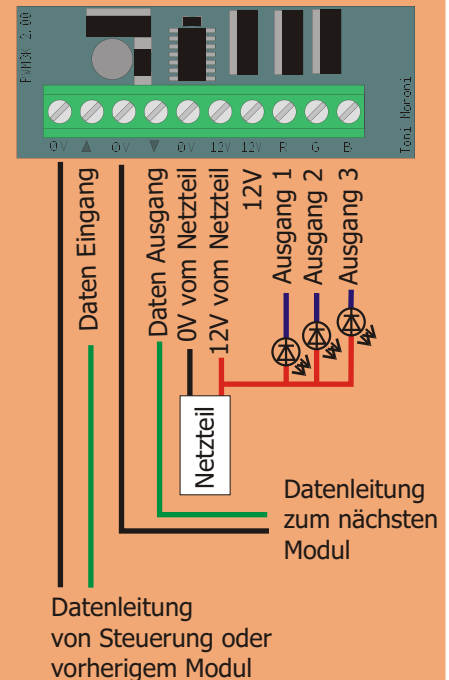 PWM3K 2.00
Toni Maroni
0V ▲ 0V ▼ 0V 12V 12V R G B
Daten Eingang
Daten Ausgang
0V vom Netzteil
12V vom Netzteil
12V
Ausgang 1
Ausgang 2
Ausgang 3
Netzteil
Datenleitung
zum nächsten
Modul
Datenleitung
von Steuerung oder
vorherigem Modul